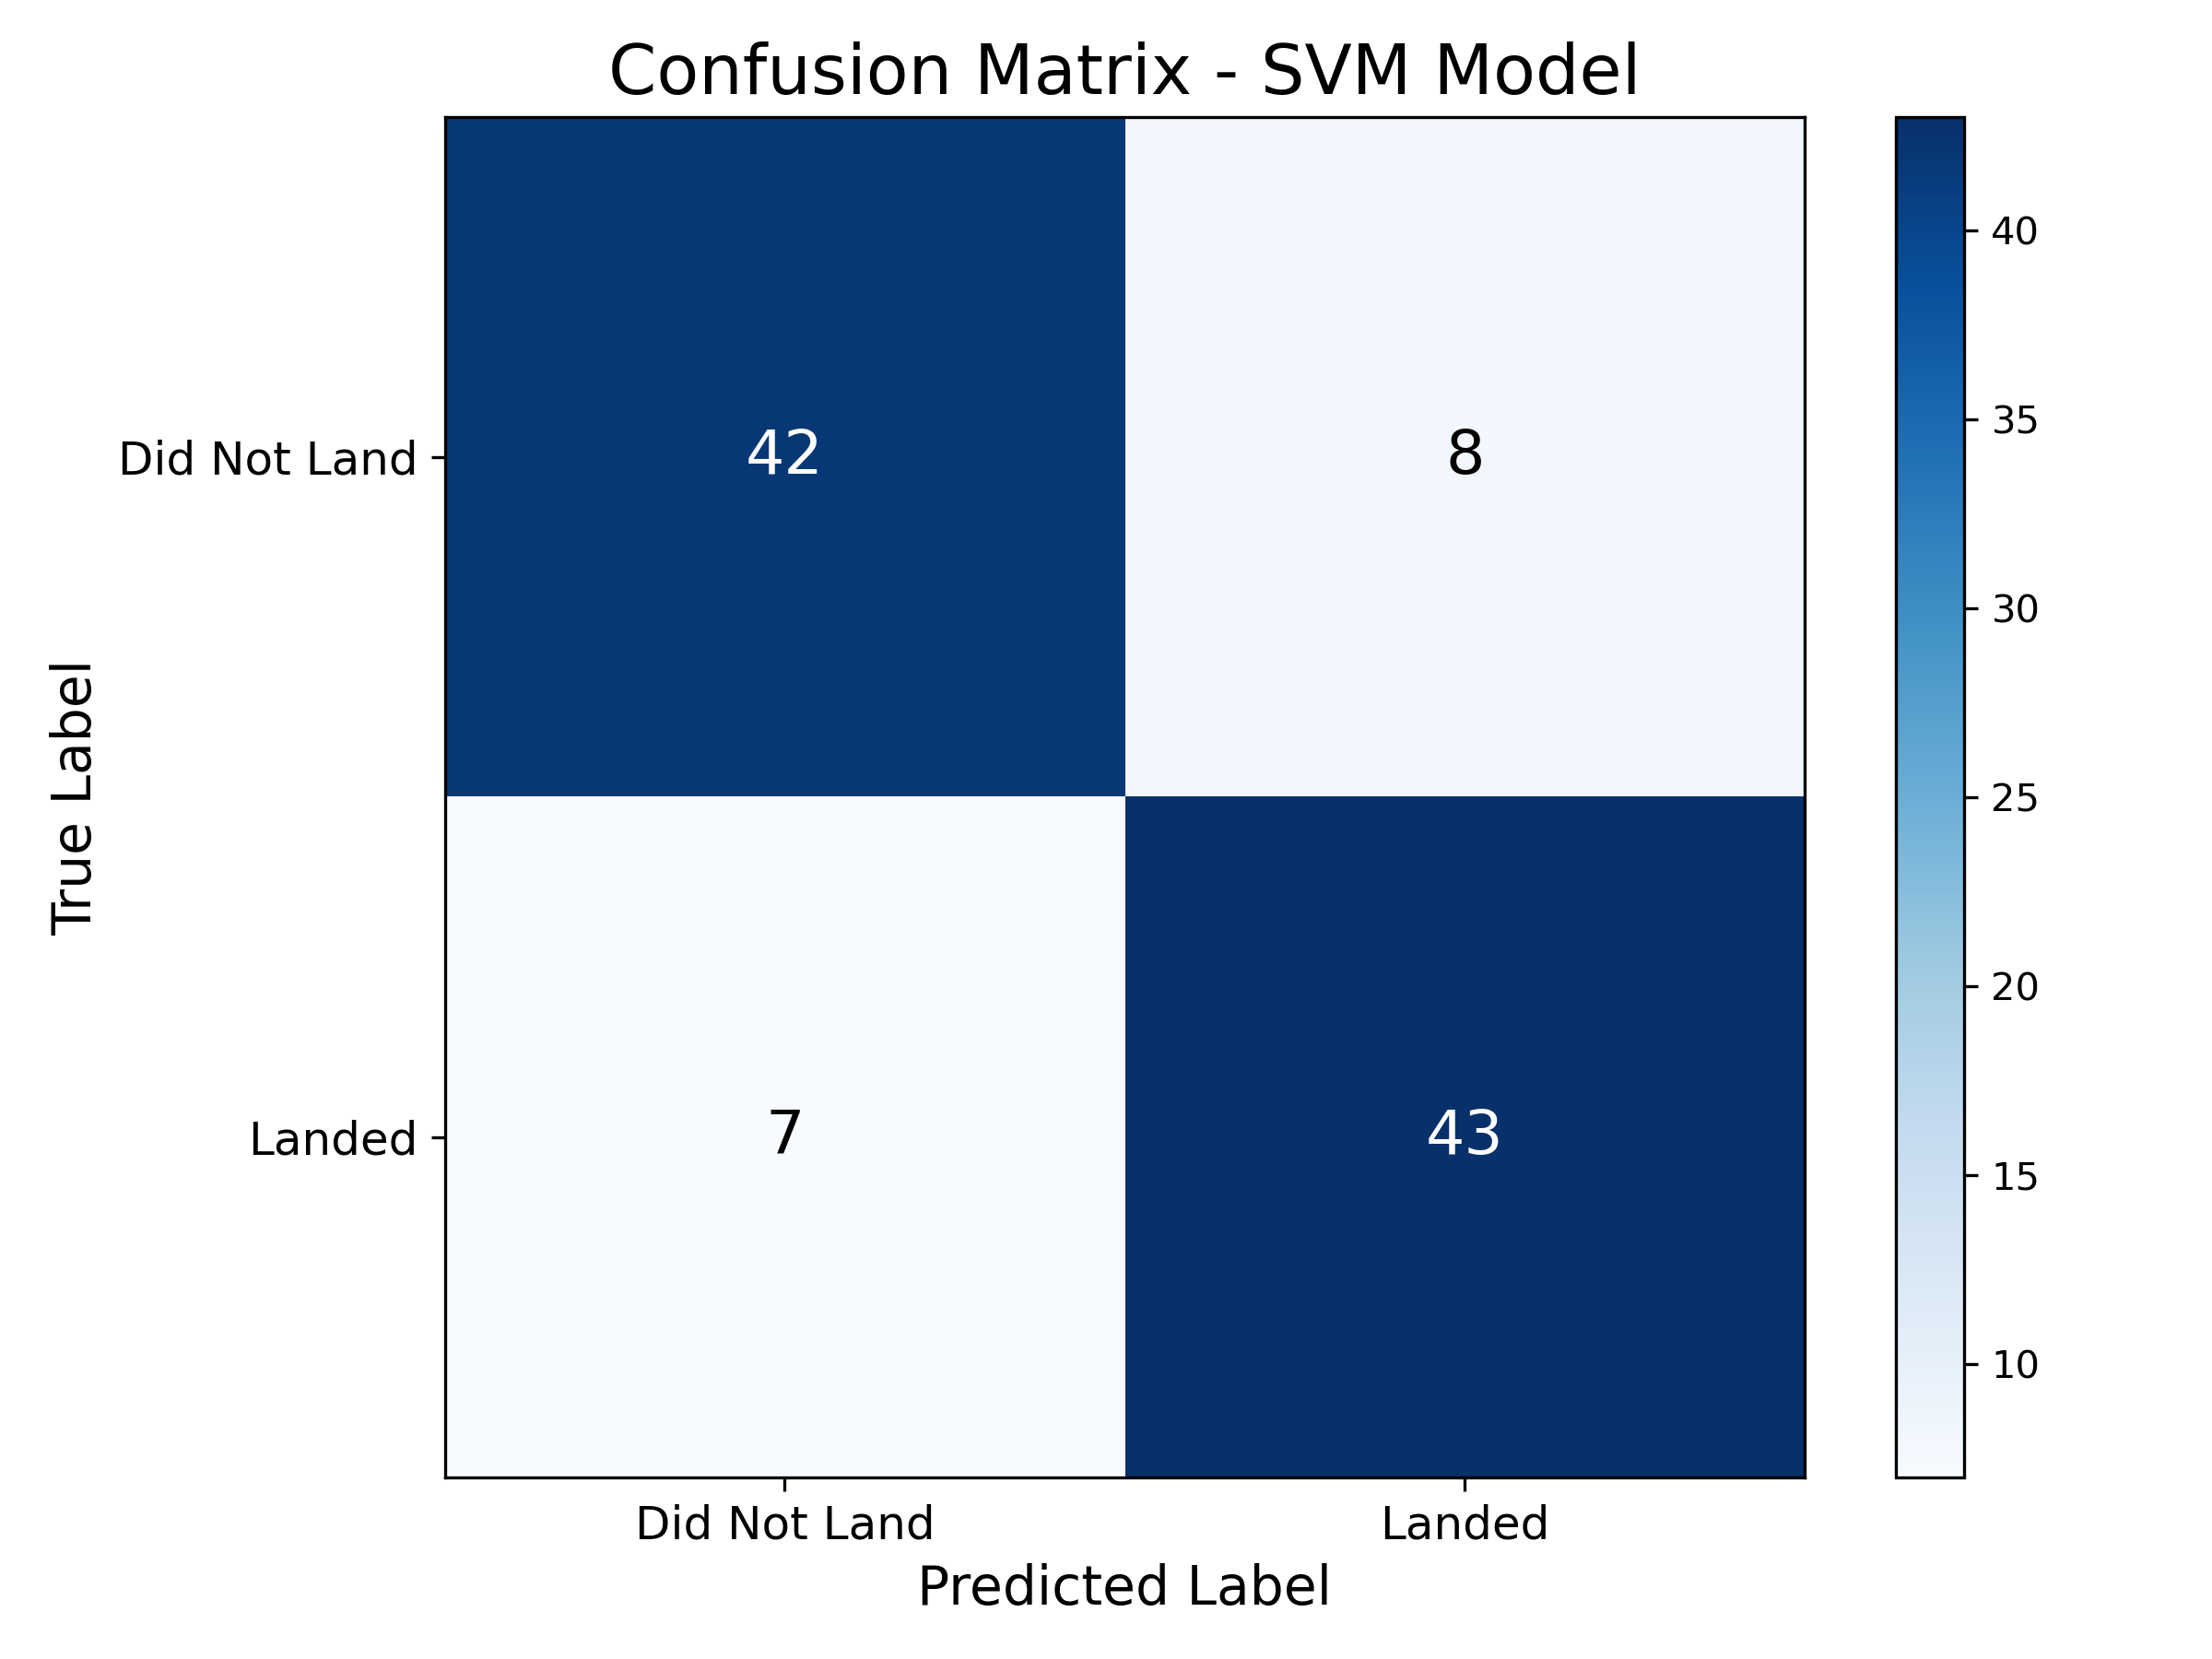 Confusion Matrix - SVM Model
True Label
Did Not Land
42
8
Landed
7
43
Did Not Land
Landed
Predicted Label
40
35
30
25
20
15
10